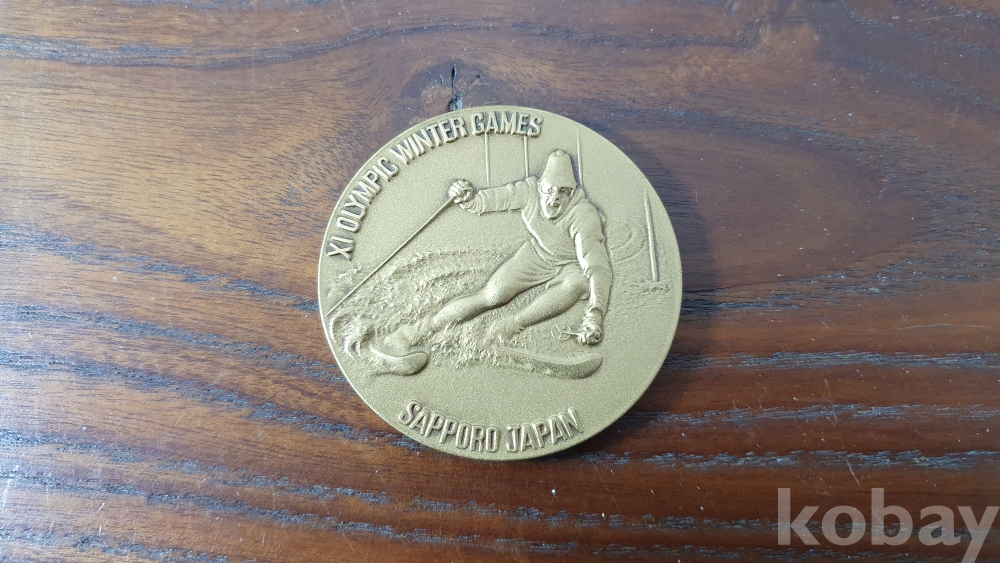 XI OLYMPIC WINTER GAMES
SAPPORO JAPAN
kobay